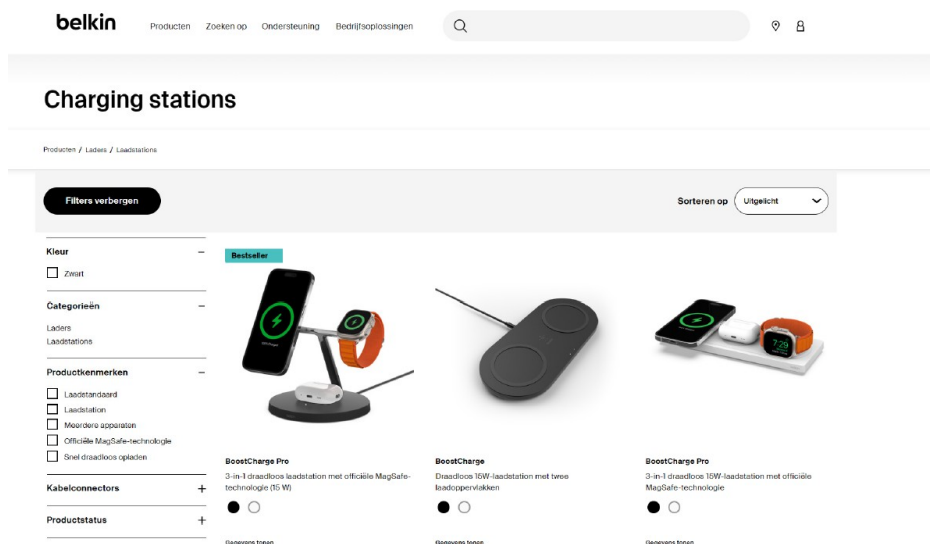 belkin
Producten Zoeken op Ondersteuning Bedrijfsoplossingen
Charging stations
Producten / Laders / Laadstations
Filters verbergen
Sorteren op
Uitgelicht
Kleur
Zwart
Categorieën
Laders
Laadstations
Productkenmerken
Laadstandaard
Laadstation
Meerdere apparaten
Officiële MagSafe-technologie
Snel draadloos opladen
Kabelconnectors
Productstatus
Bestseller
BoostCharge Pro
3-in-1 draadloos laadstation met officiële MagSafe-
technologie (15 W)
Gegevens tonen
BoostCharge
Draadloos 15W-laadstation met twee
laadoppervlakken
Gegevens tonen
7:29
BoostCharge Pro
3-in-1 draadloos 15W-laadstation met officiële
MagSafe-technologie
Gegevens tonen